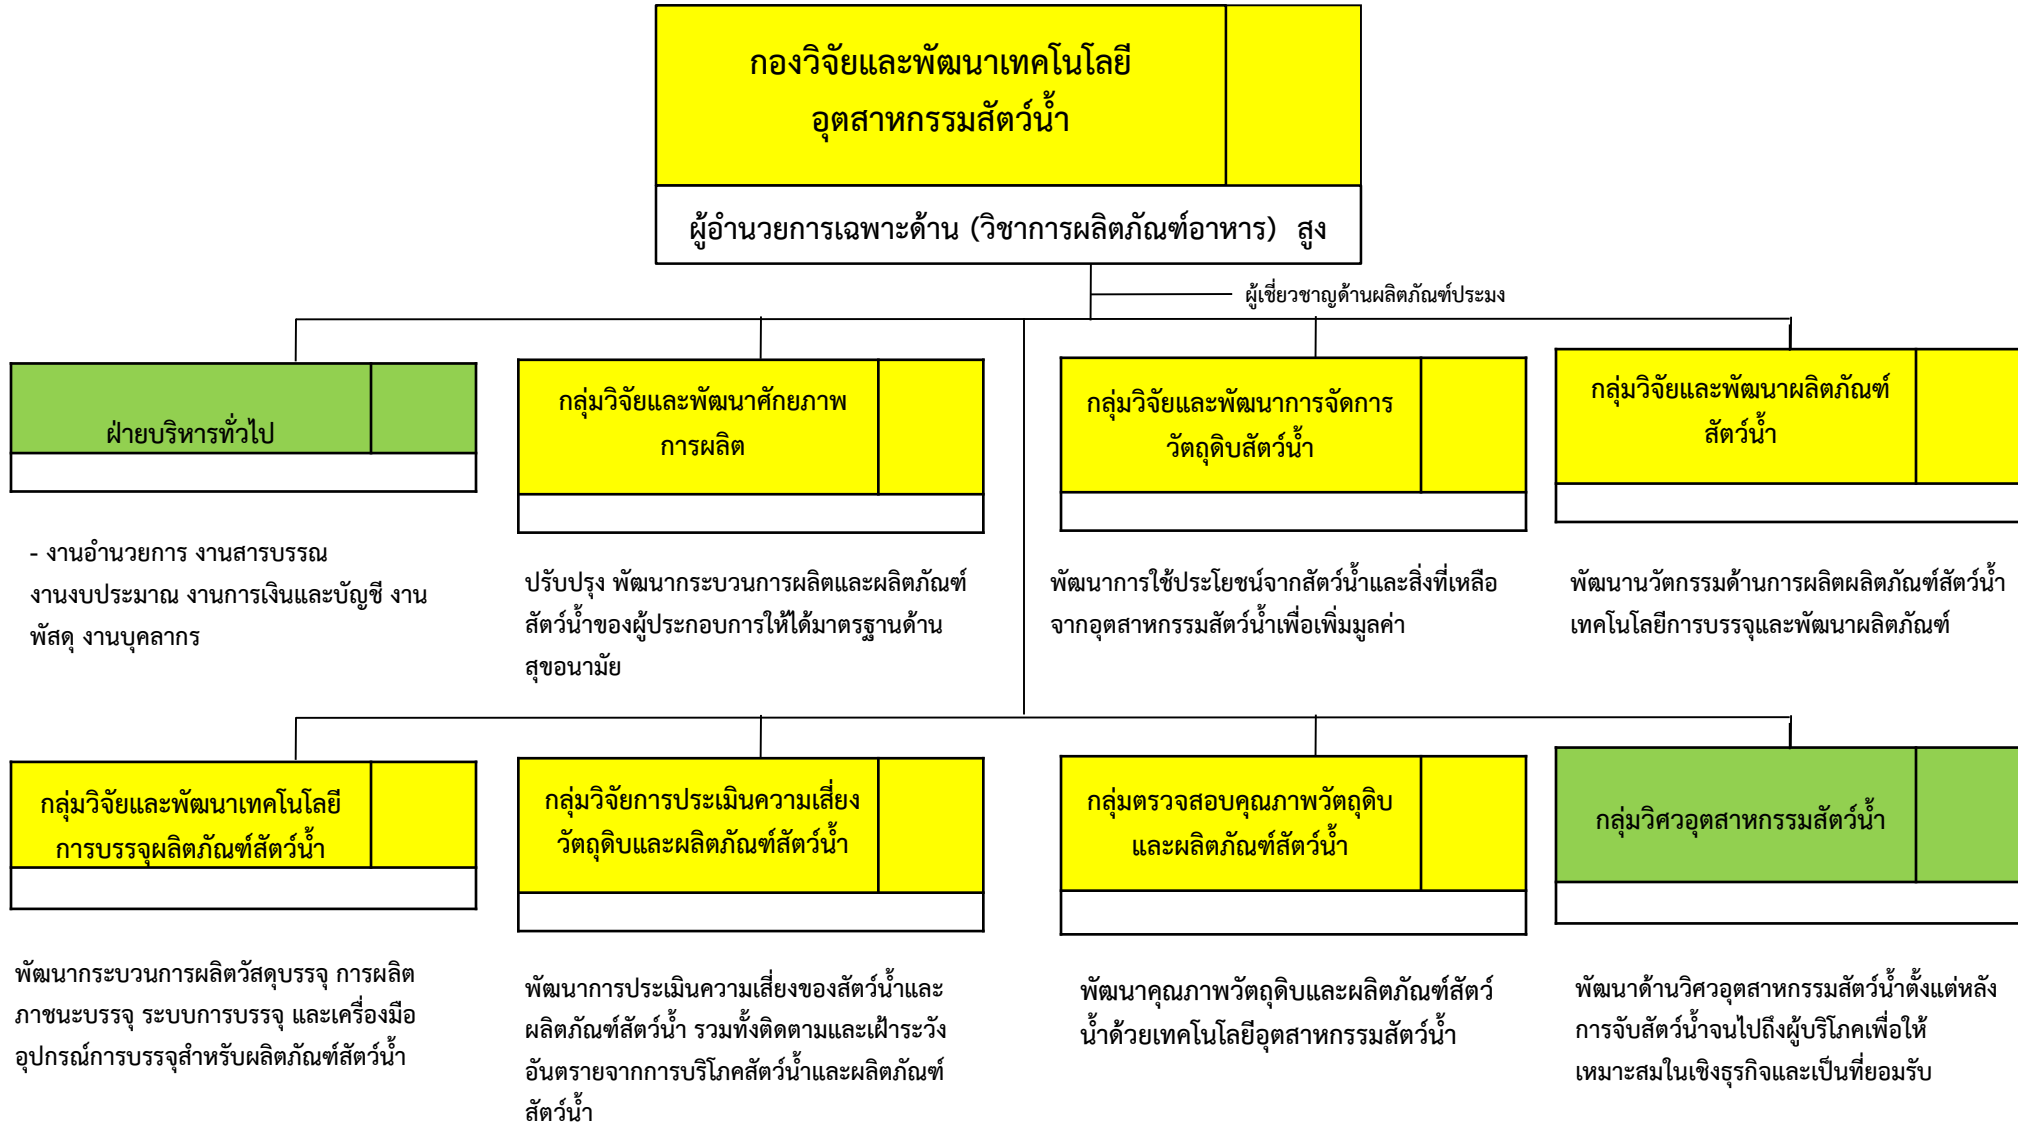 กองวิจัยและพัฒนาเทคโนโลยี
อุตสาหกรรมสัตว์น้ำ
ผู้อำนวยการเฉพาะด้าน (วิชาการผลิตภัณฑ์อาหาร) สูง
ผู้เชี่ยวชาญด้านผลิตภัณฑ์ประมง
ฝ่ายบริหารทั่วไป
- งานอำนวยการ งานสารบรรณ
งานงบประมาณ งานการเงินและบัญชี งาน
พัสดุ งานบุคลากร
กลุ่มวิจัยและพัฒนาศักยภาพ
การผลิต
ปรับปรุง พัฒนากระบวนการผลิตและผลิตภัณฑ์
สัตว์น้ำของผู้ประกอบการให้ได้มาตรฐานด้าน
สุขอนามัย
กลุ่มวิจัยและพัฒนาการจัดการ
วัตถุดิบสัตว์น้ำ
พัฒนาการใช้ประโยชน์จากสัตว์น้ำและสิ่งที่เหลือ
จากอุตสาหกรรมสัตว์น้ำเพื่อเพิ่มมูลค่า
กลุ่มวิจัยและพัฒนาผลิตภัณฑ์
สัตว์น้ำ
พัฒนานวัตกรรมด้านการผลิตผลิตภัณฑ์สัตว์น้ำ
เทคโนโลยีการบรรจุและพัฒนาผลิตภัณฑ์
กลุ่มวิจัยและพัฒนาเทคโนโลยี
การบรรจุผลิตภัณฑ์สัตว์น้ำ
พัฒนากระบวนการผลิตวัสดุบรรจุ การผลิต
ภาชนะบรรจุ ระบบการบรรจุ และเครื่องมือ
อุปกรณ์การบรรจุสำหรับผลิตภัณฑ์สัตว์น้ำ
กลุ่มวิจัยการประเมินความเสี่ยง
วัตถุดิบและผลิตภัณฑ์สัตว์น้ำ
พัฒนาการประเมินความเสี่ยงของสัตว์น้ำและ
ผลิตภัณฑ์สัตว์น้ำ รวมทั้งติดตามและเฝ้าระวัง
อันตรายจากการบริโภคสัตว์น้ำและผลิตภัณฑ์
สัตว์น้ำ
กลุ่มตรวจสอบคุณภาพวัตถุดิบ
และผลิตภัณฑ์สัตว์น้ำ
พัฒนาคุณภาพวัตถุดิบและผลิตภัณฑ์สัตว์
น้ำด้วยเทคโนโลยีอุตสาหกรรมสัตว์น้ำ
กลุ่มวิศวอุตสาหกรรมสัตว์น้ำ
พัฒนาด้านวิศวอุตสาหกรรมสัตว์น้ำตั้งแต่หลัง
การจับสัตว์น้ำจนไปถึงผู้บริโภคเพื่อให้
เหมาะสมในเชิงธุรกิจและเป็นที่ยอมรับ